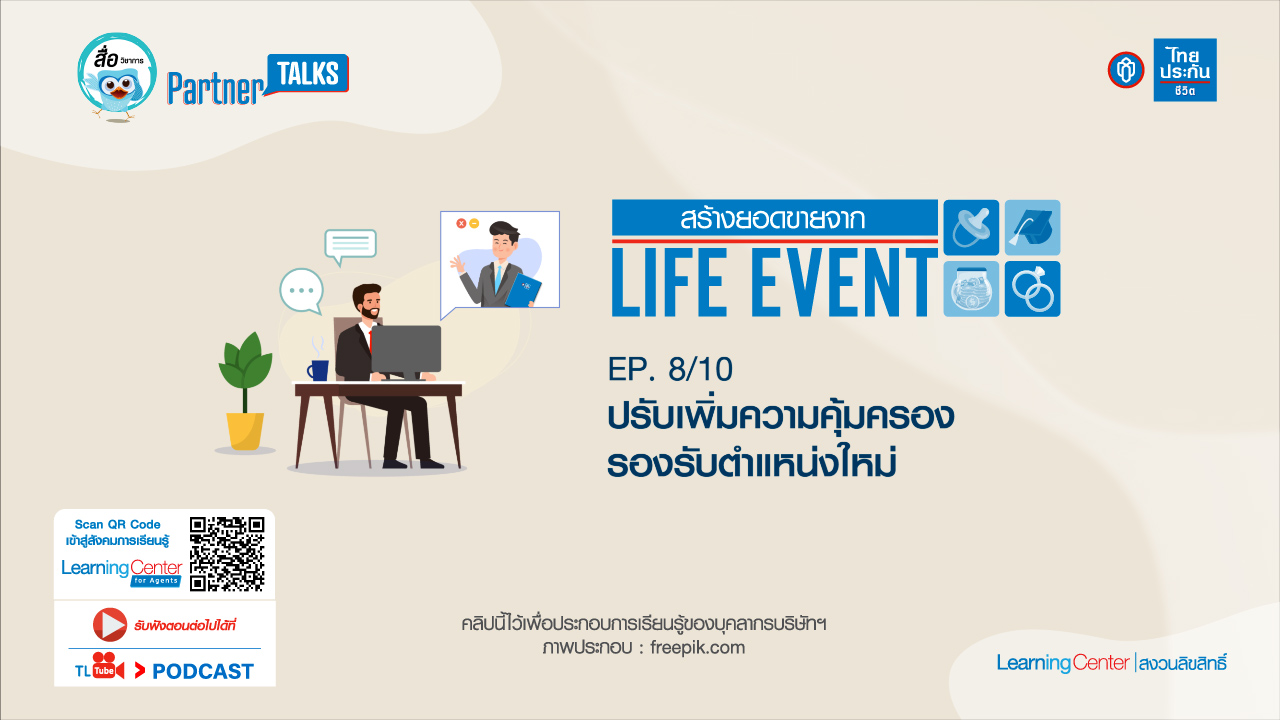 สื่อ วิชาการ
Partner TALKS
ไทย
ประกัน
ชีวิต
สร้างยอดขายจาก
LIFE EVENT
EP. 8/10
ปรับเพิ่มความคุ้มครอง
รองรับตำแหน่งใหม่
Scan QR Code
เข้าสู่สังคมการเรียนรู้
LearningCenter
for Agents
รับฟังตอนต่อไปได้ที่
TL Tube > PODCAST
คลิปนี้ไว้เพื่อประกอบการเรียนรู้ของบุคลากรบริษัทฯ
ภาพประกอบ : freepik.com
LearningCenter | สงวนลิขสิทธิ์